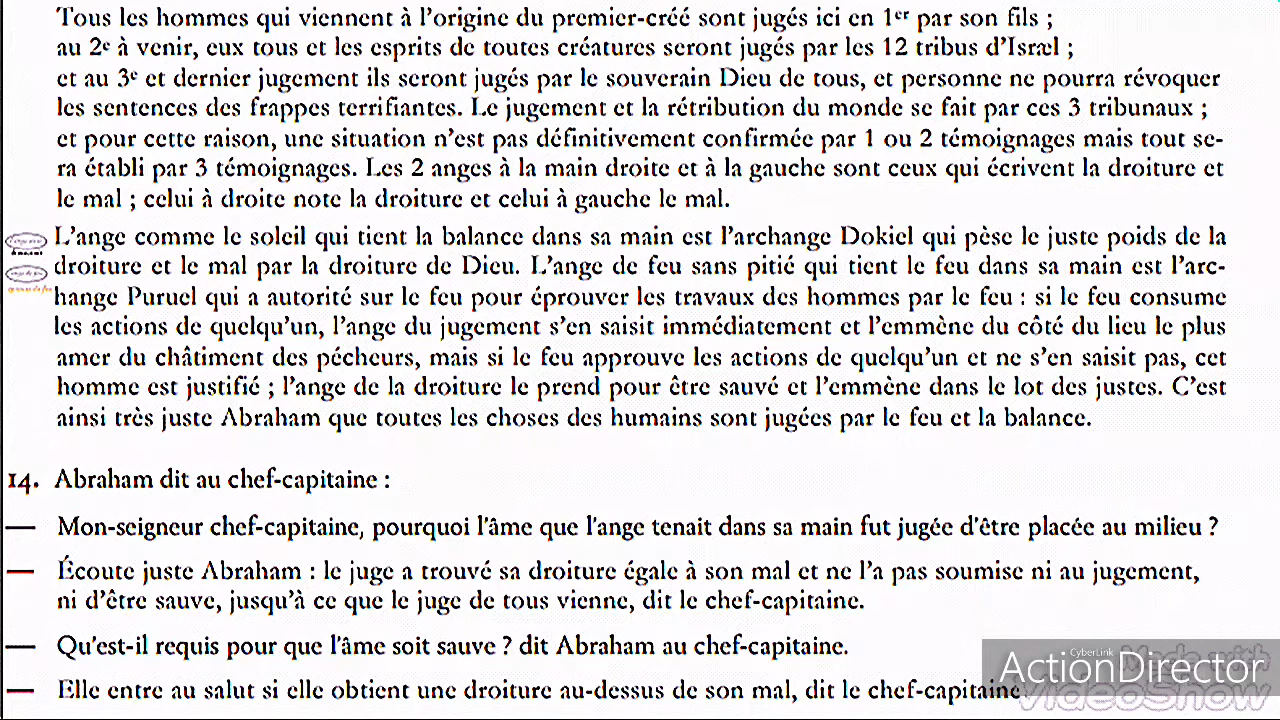 Tous les hommes qui viennent à l'origine du premier-créé sont jugés ici en 1er par son fils ;
au 2e à venir, eux tous et les esprits de toutes créatures seront jugés par les 12 tribus d'Isræl ;
et au 3e et dernier jugement ils seront jugés par le souverain Dieu de tous, et personne ne pourra révoquer
les sentences des frappes terrifiantes. Le jugement et la rétribution du monde se fait par ces 3 tribunaux ;
et pour cette raison, une situation n'est pas définitivement confirmée par 1 ou 2 témoignages mais tout se-
ra établi par 3 témoignages. Les 2 anges à la main droite et à la gauche sont ceux qui écrivent la droiture et
le mal ; celui à droite note la droiture et celui à gauche le mal.
L'ange comme le soleil qui tient la balance dans sa main est l'archange Dokiel qui pèse le juste poids de la
droiture et le mal par la droiture de Dieu. L'ange de feu sans pitié qui tient le feu dans sa main est l'arc-
hange Puruel qui a autorité sur le feu pour éprouver les travaux des hommes par le feu : si le feu consume
les actions de quelqu'un, l'ange du jugement s'en saisit immédiatement et l'emmène du côté du lieu le plus
amer du châtiment des pécheurs, mais si le feu approuve les actions de quelqu'un et ne s'en saisit pas, cet
homme est justifié ; l'ange de la droiture le prend pour être sauvé et l'emmène dans le lot des justes. C'est
ainsi très juste Abraham que toutes les choses des humains sont jugées par le feu et la balance.
14. Abraham dit au chef-capitaine :
— Mon-seigneur chef-capitaine, pourquoi l'âme que l'ange tenait dans sa main fut jugée d'être placée au milieu ?
— Écoute juste Abraham : le juge a trouvé sa droiture égale à son mal et ne l'a pas soumise ni au jugement,
ni d'être sauve, jusqu'à ce que le juge de tous vienne, dit le chef-capitaine.
— Qu'est-il requis pour que l'âme soit sauve ? dit Abraham au chef-capitaine.
— Elle entre au salut si elle obtient une droiture au-dessus de son mal, dit le chef-capitaine
CyberLink
ActionDirector
Made with
VideoShow